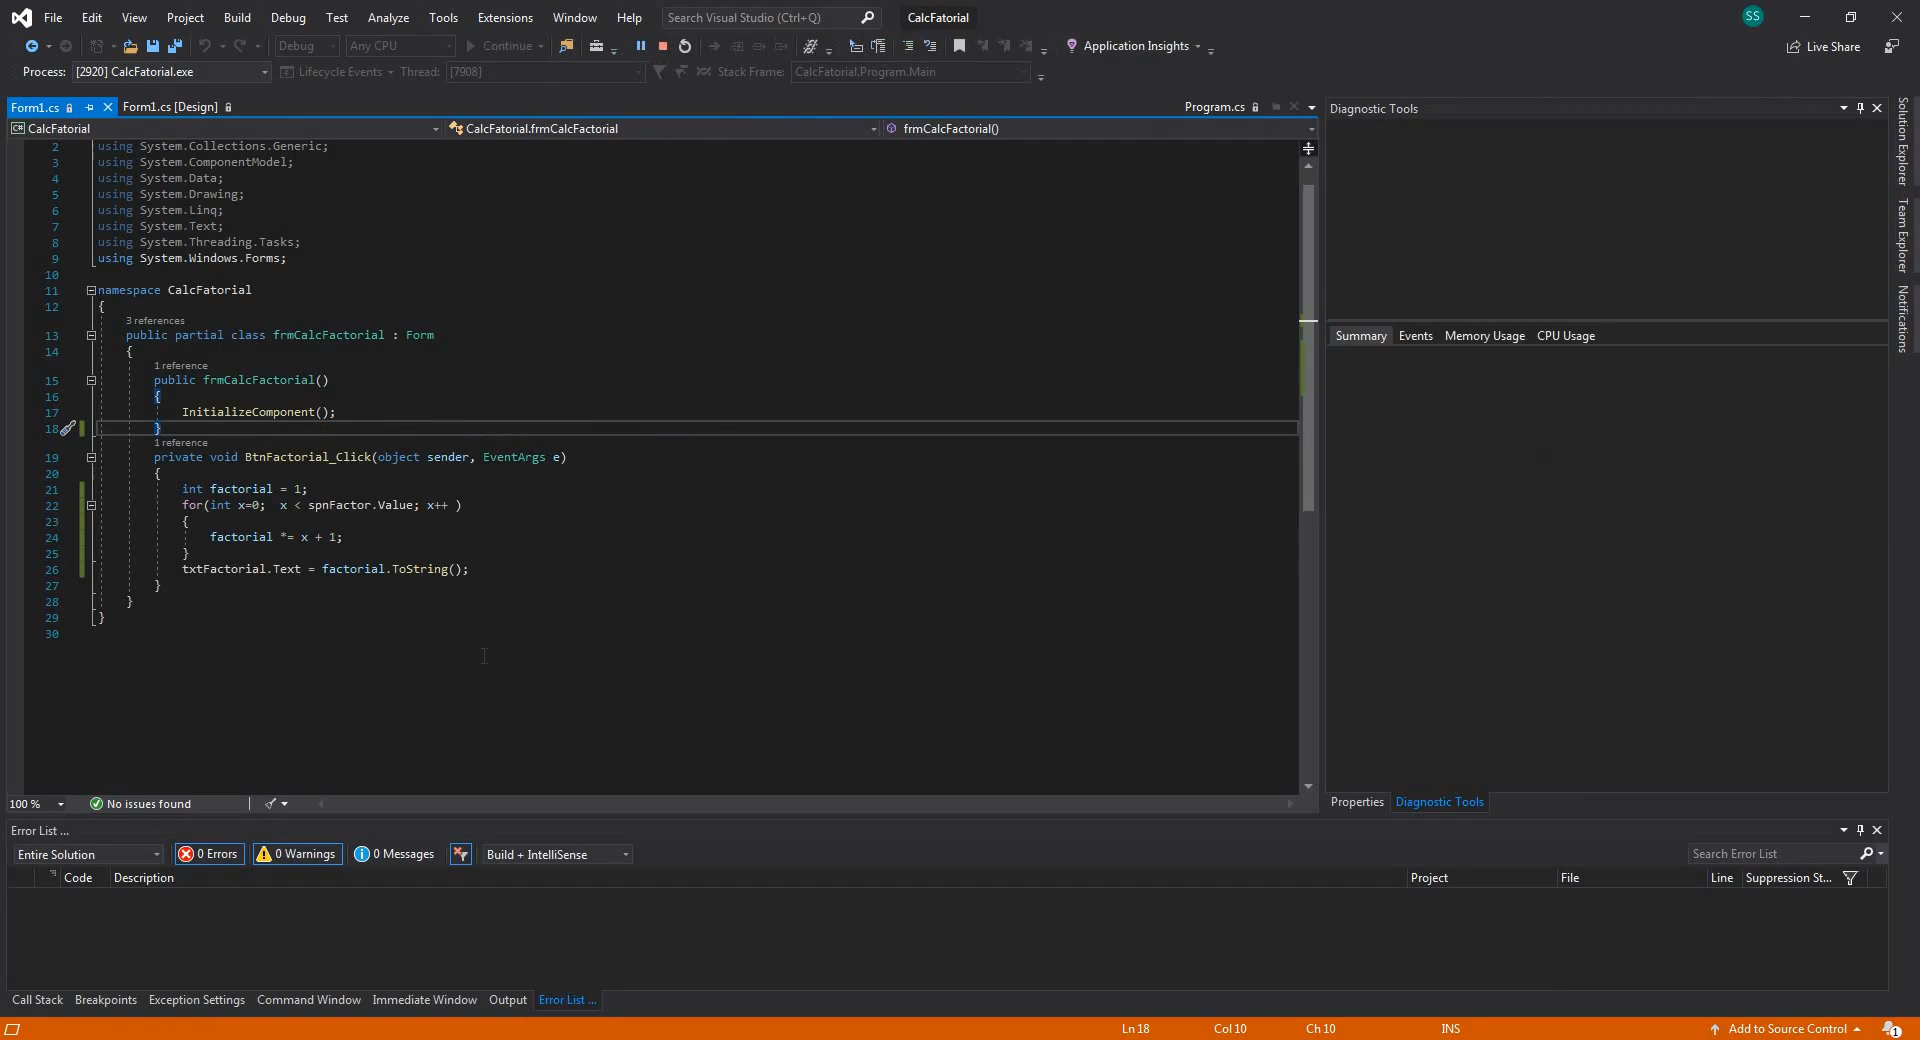 File Edit View Project Build Debug Test Analyze Tools Extensions Window Help Search Visual Studio (Ctrl+Q) CalcFatorial SS
Debug Any CPU Continue Application Insights Live Share
Process: [2920] CalcFatorial.exe Lifecycle Events Thread: [7908] Stack Frame: CalcFatorial.Program.Main
Form1.cs Form1.cs [Design] Program.cs Diagnostic Tools
C# CalcFatorial CalcFatorial.frmCalcFactorial frmCalcFactorial()
2 using System.Collections.Generic;
3 using System.ComponentModel;
4 using System.Data;
5 using System.Drawing;
6 using System.Linq;
7 using System.Text;
8 using System.Threading.Tasks;
9 using System.Windows.Forms;
10
11 namespace CalcFatorial
12 {
3 references
13 public partial class frmCalcFactorial : Form
14 {
1 reference
15 public frmCalcFactorial()
16 {
17 InitializeComponent();
18 }
1 reference
19 private void BtnFactorial_Click(object sender, EventArgs e)
20 {
21 int factorial = 1;
22 for(int x=0;  x < spnFactor.Value; x++ )
23 {
24 factorial *= x + 1;
25 }
26 txtFactorial.Text = factorial.ToString();
27 }
28 }
29 }
30
Summary Events Memory Usage CPU Usage
Solution Explorer
Team Explorer
Notifications
100 % No issues found
Properties Diagnostic Tools
Error List ...
Entire Solution 0 Errors 0 Warnings 0 Messages Build + IntelliSense Search Error List
Code Description Project File Line Suppression St...
Call Stack Breakpoints Exception Settings Command Window Immediate Window Output Error List ...
Ln 18 Col 10 Ch 10 INS Add to Source Control 1